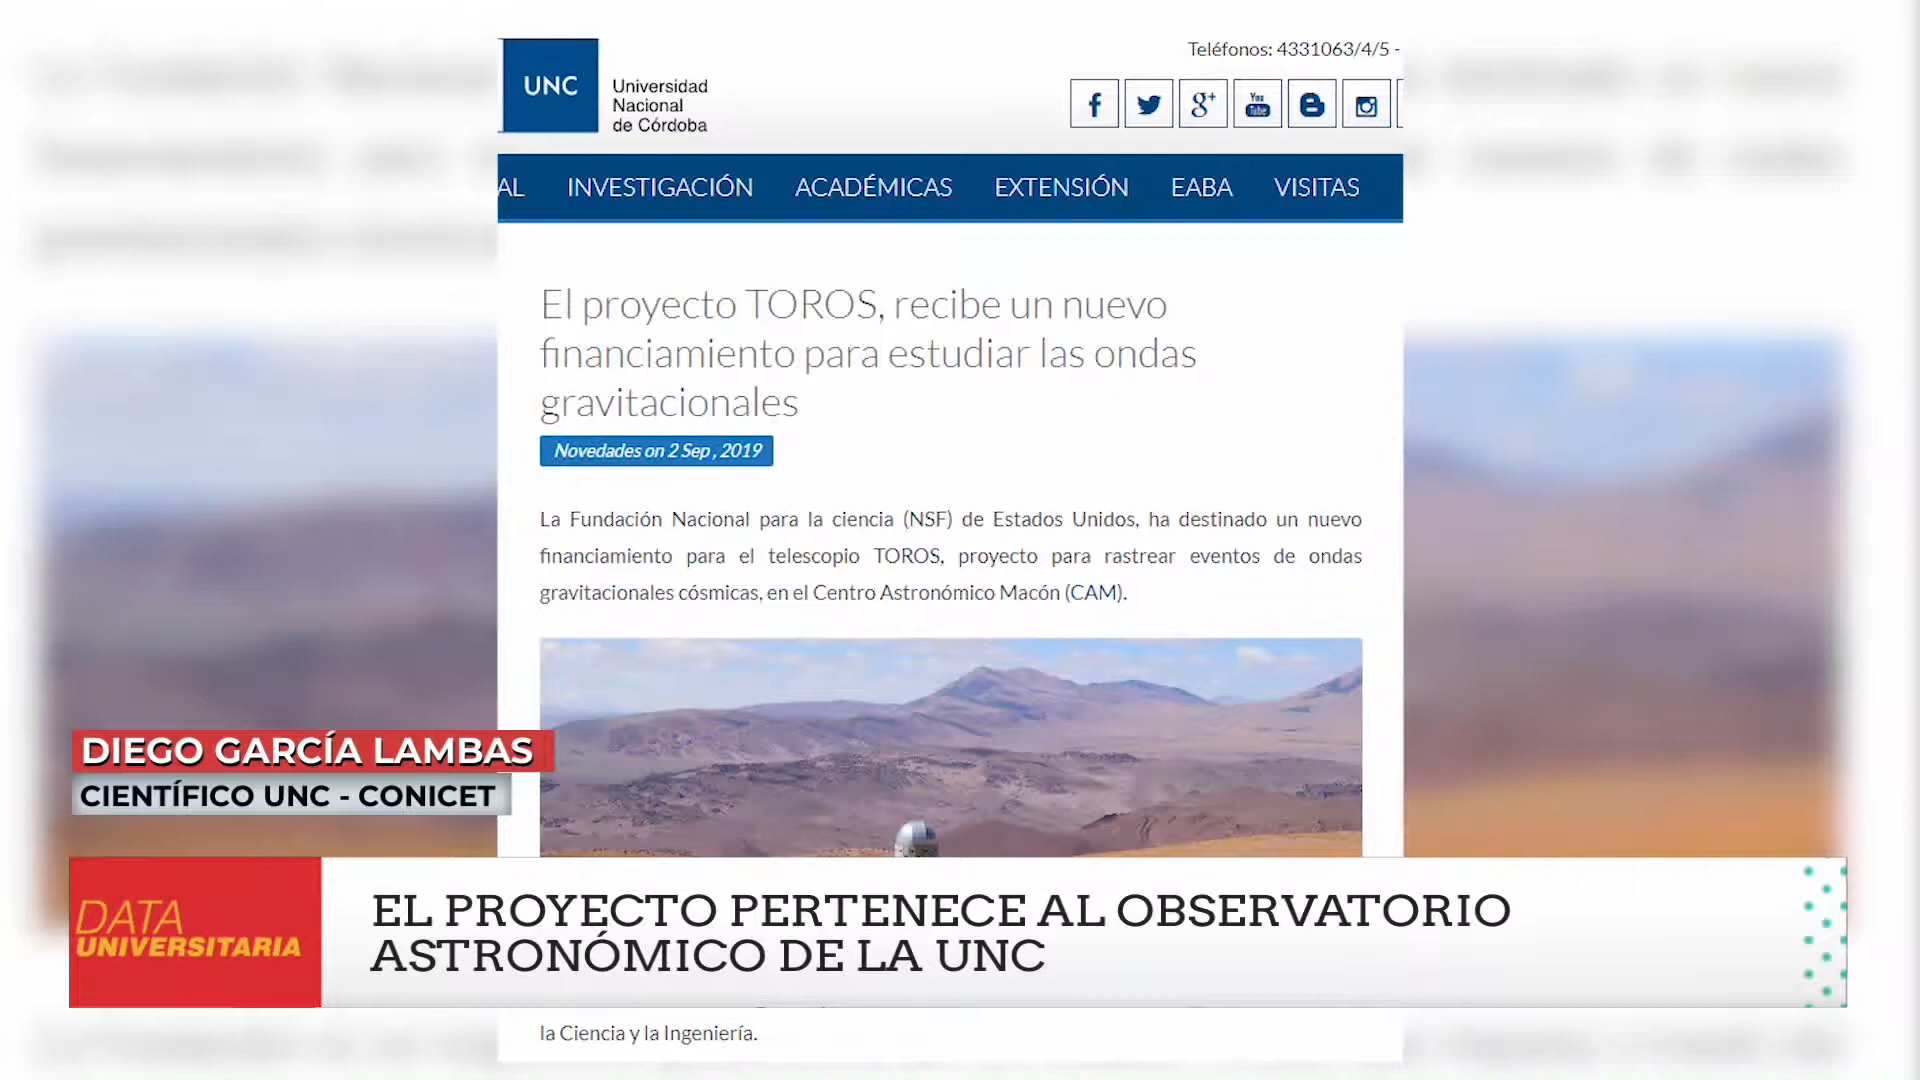 UNC
Universidad
Nacional
de Córdoba
Teléfonos: 4331063/4/5 -
f
g+
You
Tube
B
AL INVESTIGACIÓN ACADÉMICAS EXTENSIÓN EABA VISITAS
El proyecto TOROS, recibe un nuevo
financiamiento para estudiar las ondas
gravitacionales
Novedades on 2 Sep , 2019
La Fundación Nacional para la ciencia (NSF) de Estados Unidos, ha destinado un nuevo
financiamiento para el telescopio TOROS, proyecto para rastrear eventos de ondas
gravitacionales cósmicas, en el Centro Astronómico Macón (CAM).
DIEGO GARCÍA LAMBAS
CIENTÍFICO UNC - CONICET
DATA
UNIVERSITARIA
EL PROYECTO PERTENECE AL OBSERVATORIO
ASTRONÓMICO DE LA UNC
la Ciencia y la Ingeniería.